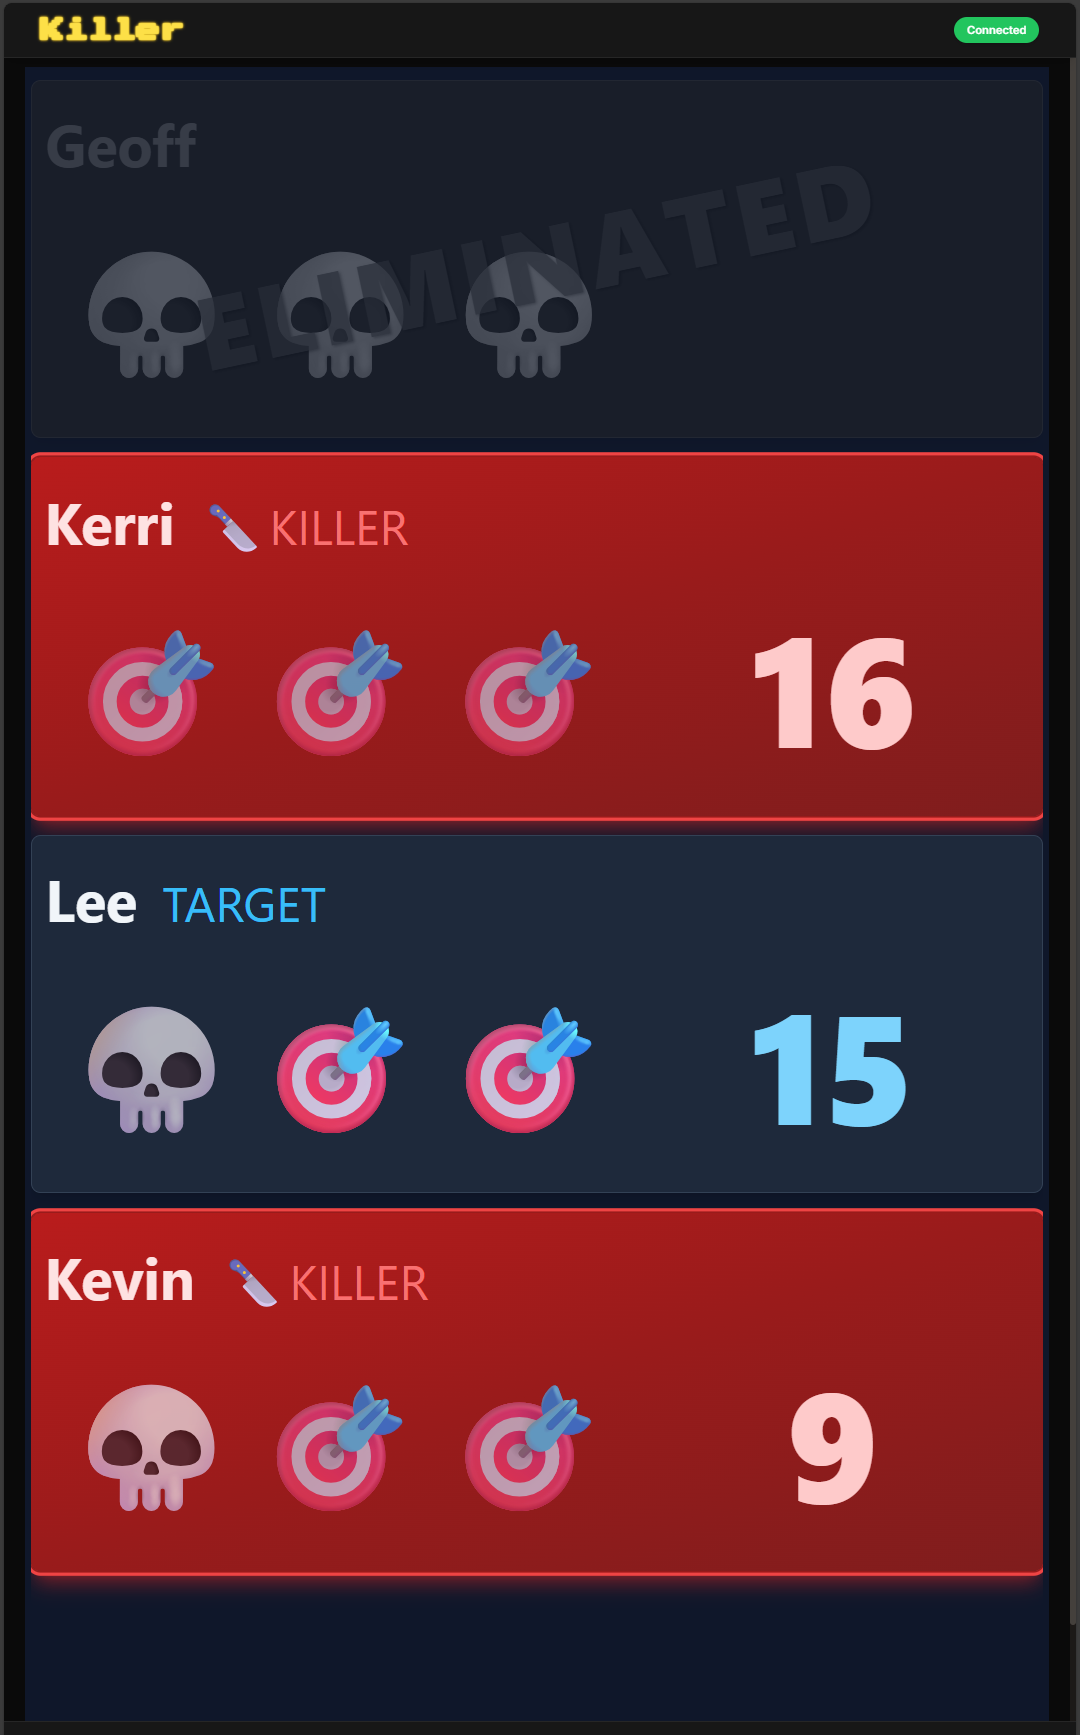 Killer
Connected
Geoff
ELIMINATED
Kerri KILLER
16
Lee TARGET
15
Kevin KILLER
9